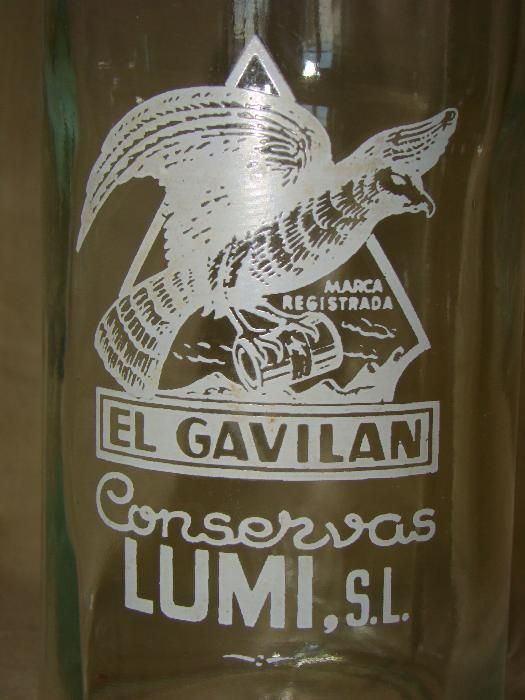 MARCA
REGISTRADA
EL GAVILAN
Conservas
LUMI, S.L.